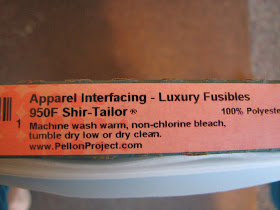 Apparel Interfacing - Luxury Fusibles
950F Shir-Tailor® 100% Polyeste
1 Machine wash warm, non-chlorine bleach,
tumble dry low or dry clean.
www.PellonProject.com